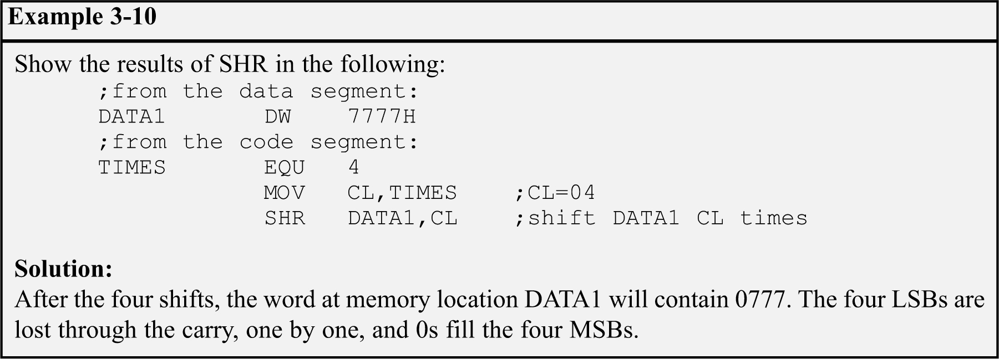 Example 3-10
Show the results of SHR in the following:
;from the data segment:
DATA1 DW 7777H
;from the code segment:
TIMES EQU 4
MOV CL,TIMES ;CL=04
SHR DATA1,CL ;shift DATA1 CL times
Solution:
After the four shifts, the word at memory location DATA1 will contain 0777. The four LSBs are
lost through the carry, one by one, and 0s fill the four MSBs.